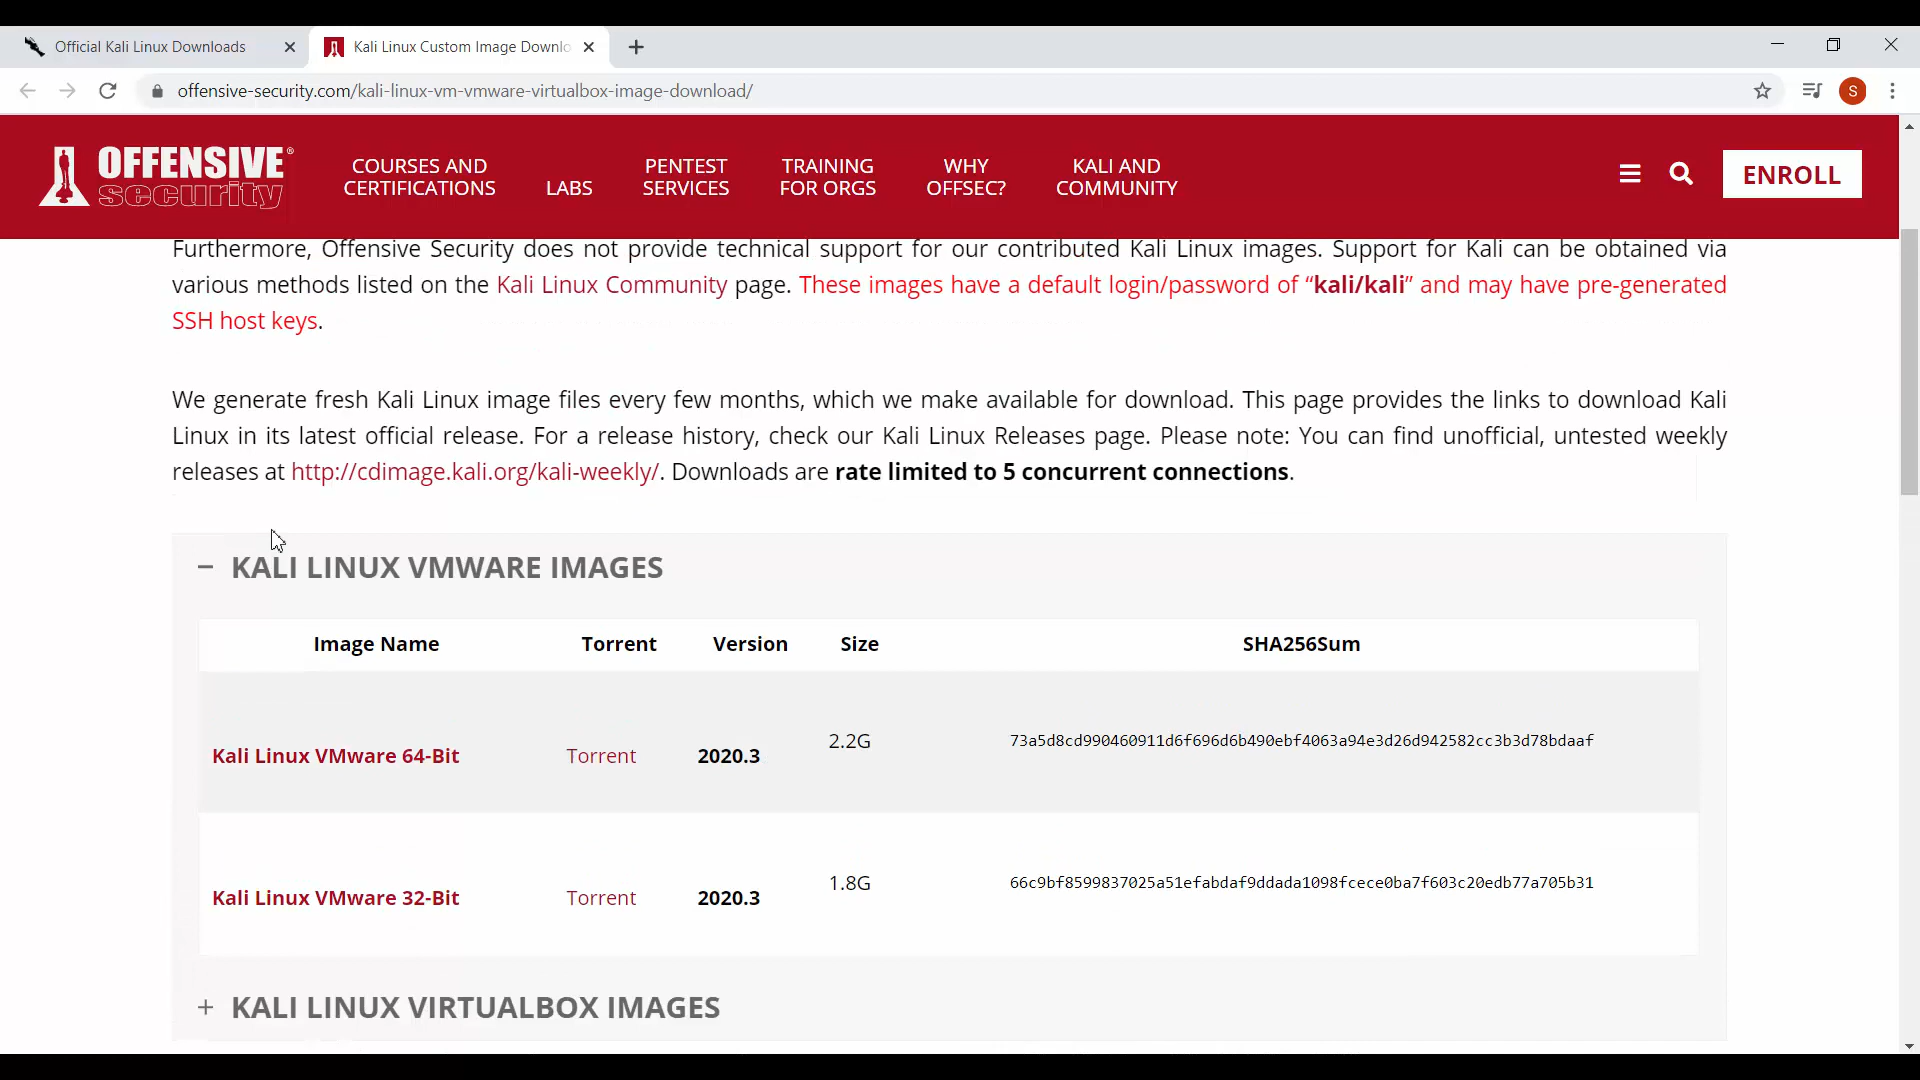 Official Kali Linux Downloads
Kali Linux Custom Image Downlo
offensive-security.com/kali-linux-vm-vmware-virtualbox-image-download/
S
OFFENSIVE®
security
COURSES AND
CERTIFICATIONS
LABS
PENTEST
SERVICES
TRAINING
FOR ORGS
WHY
OFFSEC?
KALI AND
COMMUNITY
ENROLL
Furthermore, Offensive Security does not provide technical support for our contributed Kali Linux images. Support for Kali can be obtained via
various methods listed on the Kali Linux Community page. These images have a default login/password of “kali/kali” and may have pre-generated
SSH host keys.
We generate fresh Kali Linux image files every few months, which we make available for download. This page provides the links to download Kali
Linux in its latest official release. For a release history, check our Kali Linux Releases page. Please note: You can find unofficial, untested weekly
releases at http://cdimage.kali.org/kali-weekly/. Downloads are rate limited to 5 concurrent connections.
− KALI LINUX VMWARE IMAGES
Image Name Torrent Version Size SHA256Sum
Kali Linux VMware 64-Bit Torrent 2020.3 2.2G 73a5d8cd990460911d6f696d6b490ebf4063a94e3d26d942582cc3b3d78bdaaf
Kali Linux VMware 32-Bit Torrent 2020.3 1.8G 66c9bf8599837025a51efabdaf9ddada1098fcece0ba7f603c20edb77a705b31
+ KALI LINUX VIRTUALBOX IMAGES